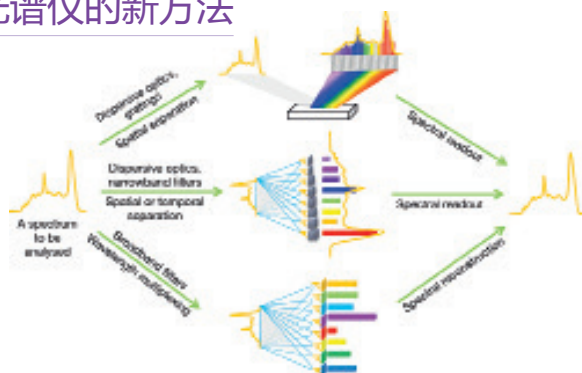 光谱仪的新方法
Dispersive optics,
gratings
Spatial separation
Spectral readout
Dispersive optics,
narrowband filters
Spatial or temporal
separation
Spectral readout
A spectrum
to be
analysed
Broadband filters
Wavelength multiplexing
Spectral reconstruction